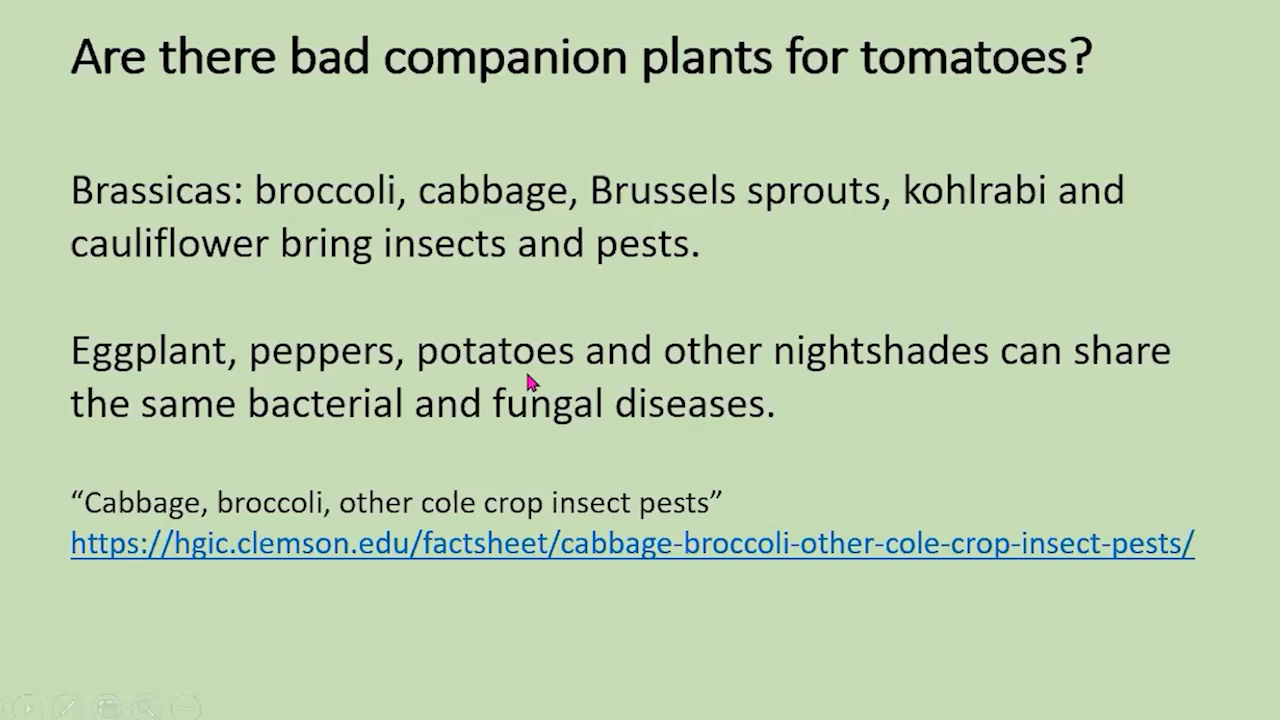 Are there bad companion plants for tomatoes?
Brassicas: broccoli, cabbage, Brussels sprouts, kohlrabi and
cauliflower bring insects and pests.
Eggplant, peppers, potatoes and other nightshades can share
the same bacterial and fungal diseases.
“Cabbage, broccoli, other cole crop insect pests”
https://hgic.clemson.edu/factsheet/cabbage-broccoli-other-cole-crop-insect-pests/